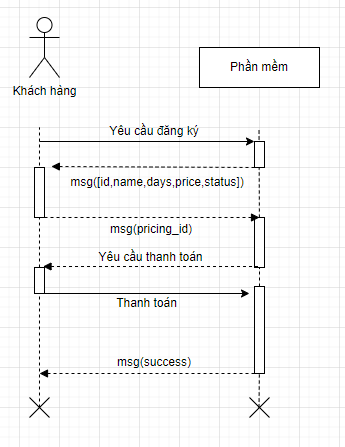 Khách hàng
Phần mềm
Yêu cầu đăng ký
msg([id,name,days,price,status])
msg(pricing_id)
Yêu cầu thanh toán
Thanh toán
msg(success)